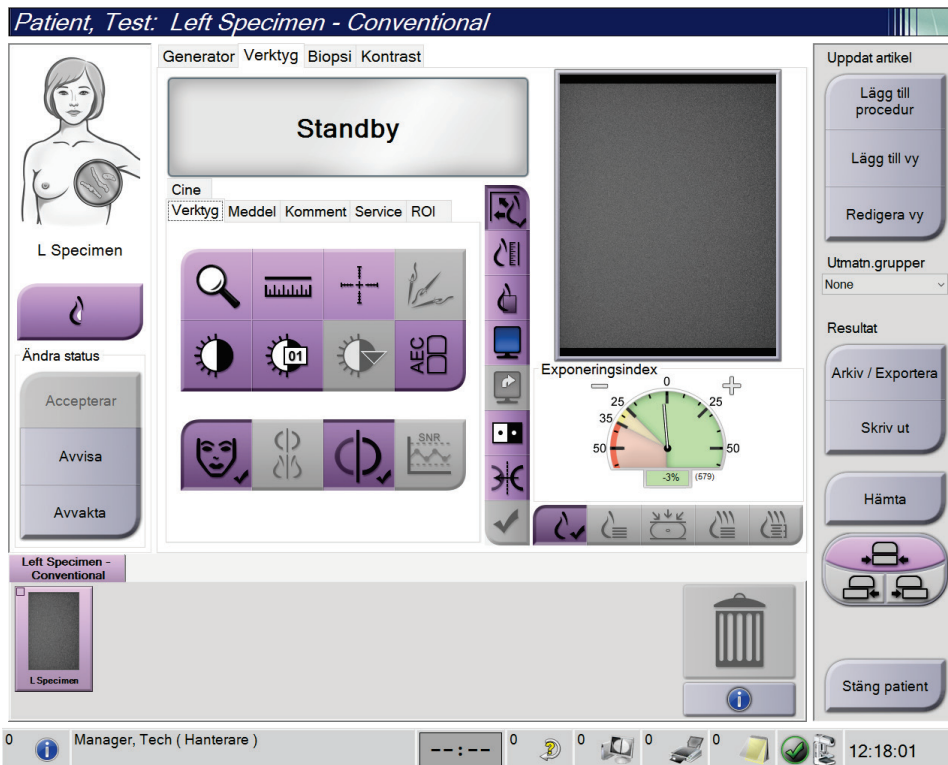 Patient, Test: Left Specimen - Conventional
Generator Verktyg Biopsi Kontrast
Standby
Cine
Verktyg Meddel Komment Service ROI
L Specimen
Ändra status
Accepterar
Avvisa
Avvakta
01
AEC
SNR
Exponeringsindex
0
25 25
35
50 50
-3% (579)
Uppdat artikel
Lägg till
procedur
Lägg till vy
Redigera vy
Utmatn.grupper
None
Resultat
Arkiv / Exportera
Skriv ut
Hämta
Stäng patient
Left Specimen -
Conventional
L Specimen
0 Manager, Tech ( Hanterare ) --:-- 0 0 0 0 12:18:01